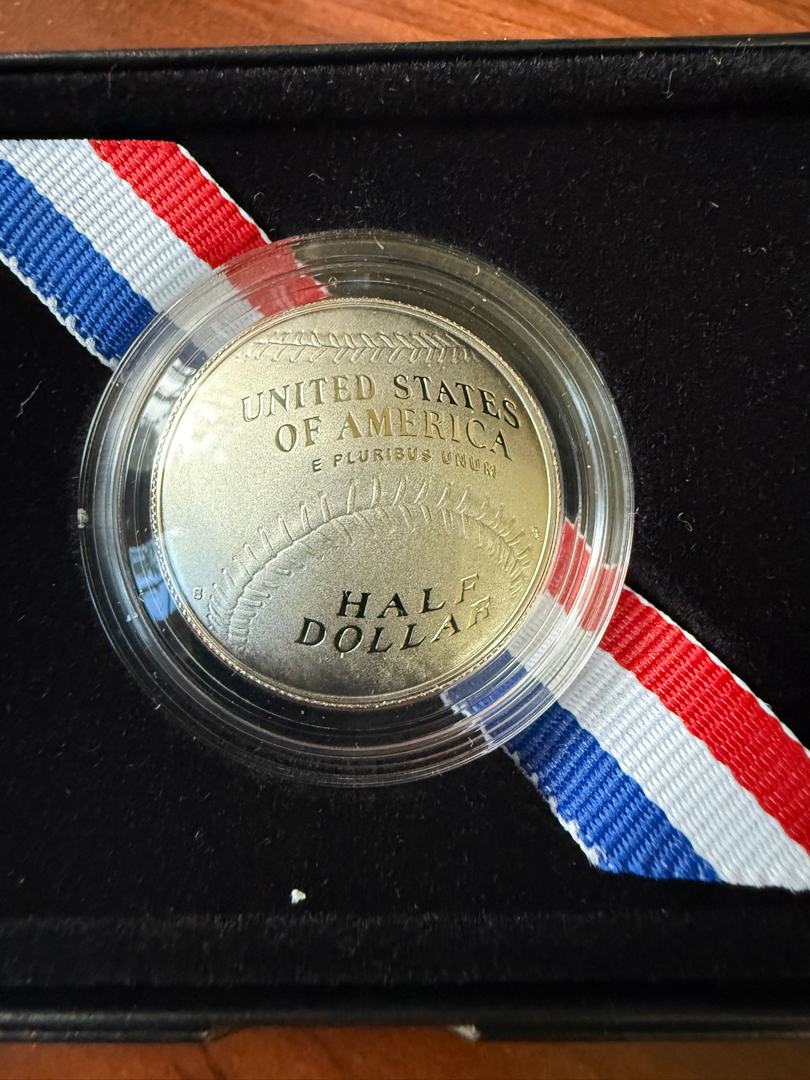 UNITED STATES
OF AMERICA
E PLURIBUS UNUM
S
HALF
DOLLAR